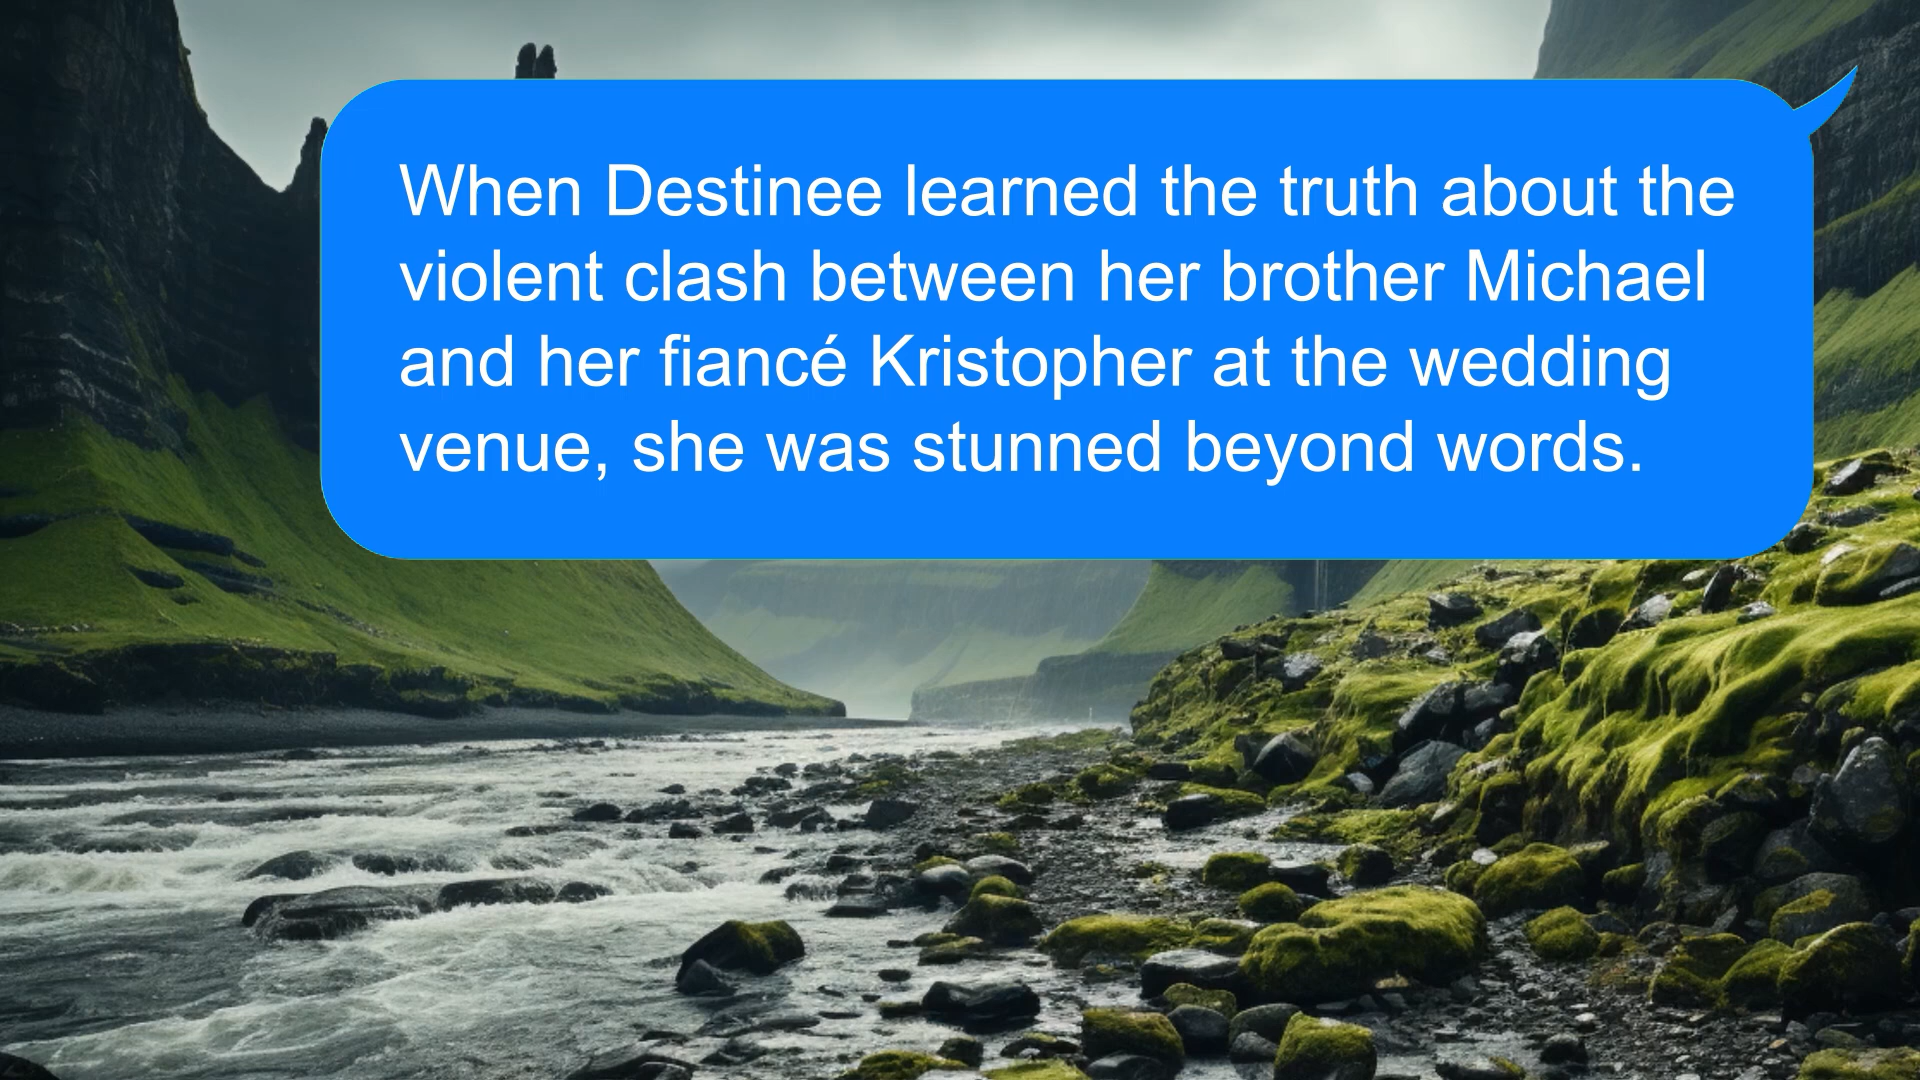 When Destinee learned the truth about the
violent clash between her brother Michael
and her fiancé Kristopher at the wedding
venue, she was stunned beyond words.